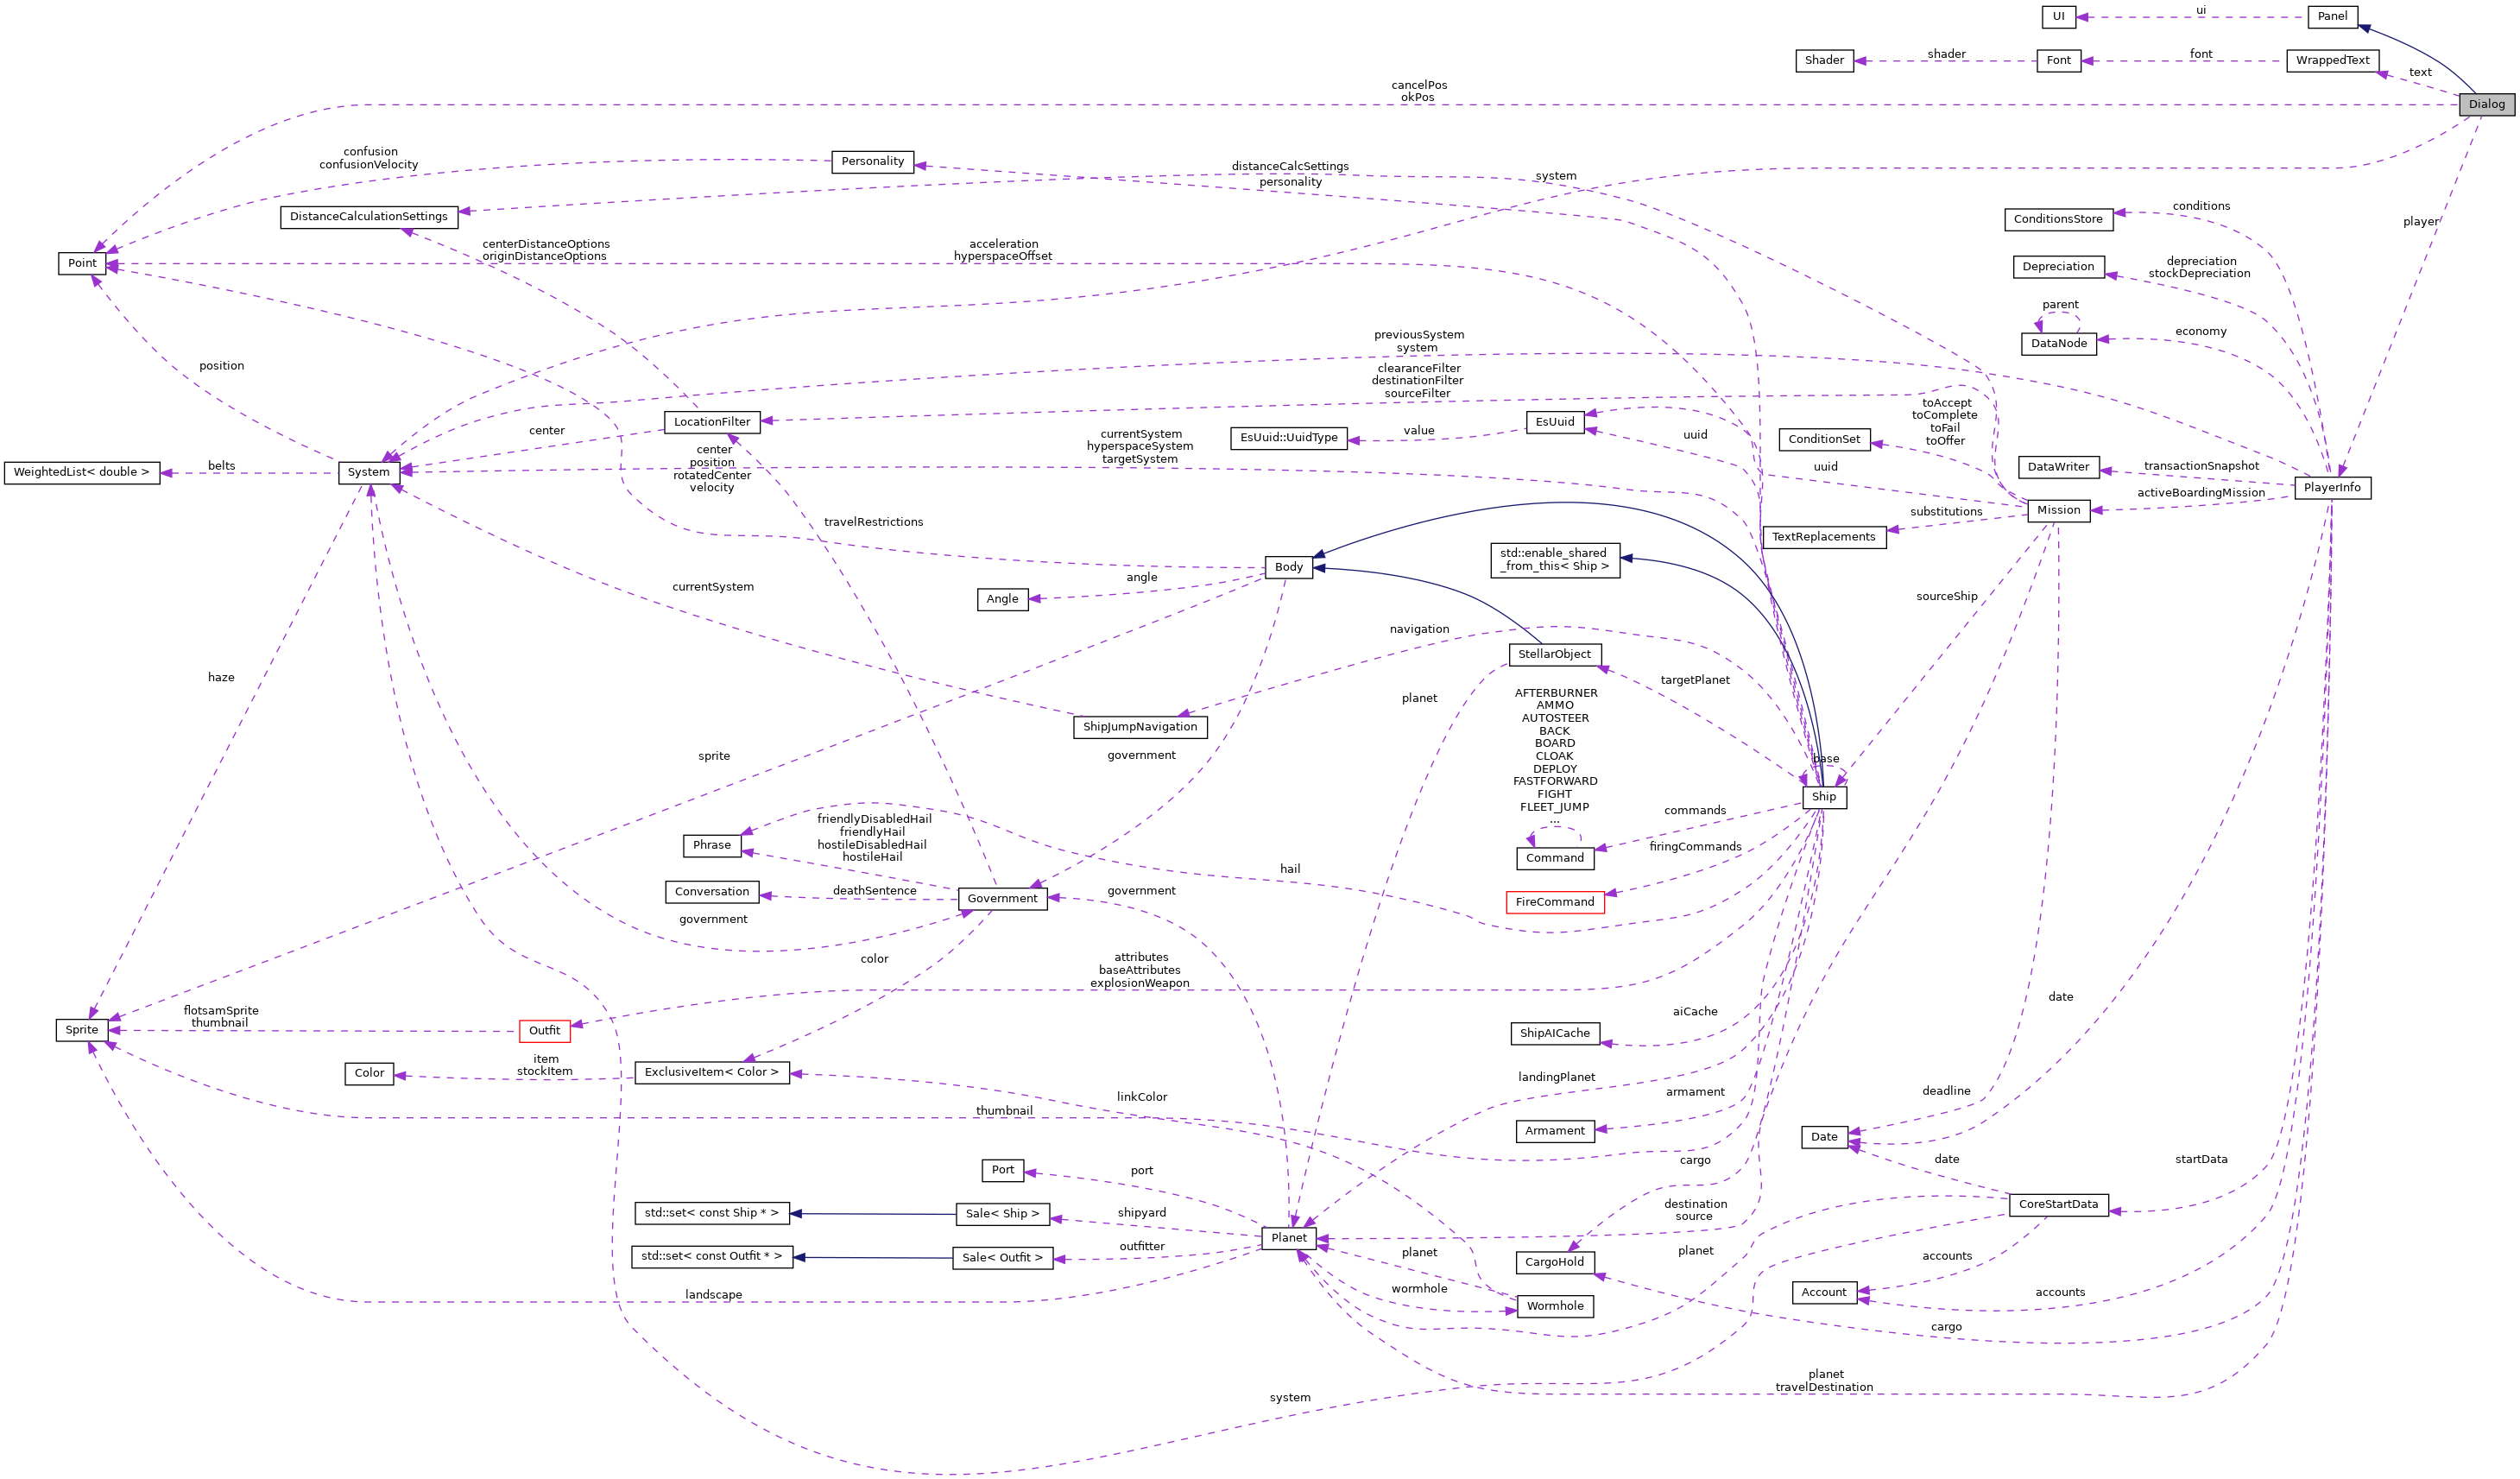 ui
UI
Panel
shader
font
Shader
Font
WrappedText
text
cancelPos
okPos
Dialog
confusion
confusionVelocity
Personality
distanceCalcSettings
personality
system
DistanceCalculationSettings
conditions
ConditionsStore
player
centerDistanceOptions
originDistanceOptions
acceleration
hyperspaceOffset
Point
Depreciation
depreciation
stockDepreciation
parent
DataNode
economy
previousSystem
system
position
clearanceFilter
destinationFilter
sourceFilter
LocationFilter
center
EsUuid
EsUuid::UuidType
value
uuid
ConditionSet
toAccept
toComplete
toFail
toOffer
currentSystem
hyperspaceSystem
targetSystem
center
position
rotatedCenter
velocity
WeightedList< double >
belts
System
uuid
DataWriter
transactionSnapshot
PlayerInfo
activeBoardingMission
Mission
substitutions
TextReplacements
travelRestrictions
std::enable_shared
_from_this< Ship >
Body
angle
Angle
currentSystem
sourceShip
navigation
StellarObject
haze
targetPlanet
planet
ShipJumpNavigation
AFTERBURNER
AMMO
AUTOSTEER
BACK
BOARD
CLOAK
DEPLOY
FASTFORWARD
FIGHT
FLEET_JUMP
...
sprite
government
base
Ship
commands
Command
friendlyDisabledHail
friendlyHail
hostileDisabledHail
hostileHail
Phrase
firingCommands
hail
Conversation
deathSentence
Government
government
FireCommand
government
color
attributes
baseAttributes
explosionWeapon
date
flotsamSprite
thumbnail
Sprite
Outfit
aiCache
ShipAICache
Color
item
stockItem
ExclusiveItem< Color >
landingPlanet
linkColor
armament
deadline
thumbnail
Armament
Date
Port
port
cargo
date
startData
std::set< const Ship * >
Sale< Ship >
shipyard
destination
source
CoreStartData
Planet
std::set< const Outfit * >
Sale< Outfit >
outfitter
planet
planet
CargoHold
accounts
landscape
wormhole
Wormhole
Account
accounts
cargo
planet
travelDestination
system